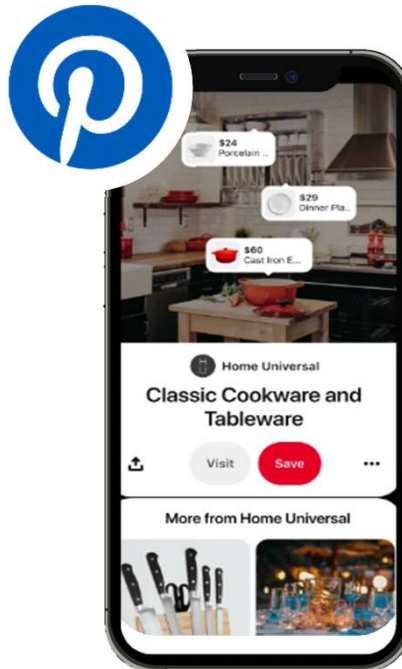 $24
Porcelain ..
$29
Dinner Pla..
$60
Cast Iron E...
Home Universal
Classic Cookware and
Tableware
Visit
Save
More from Home Universal